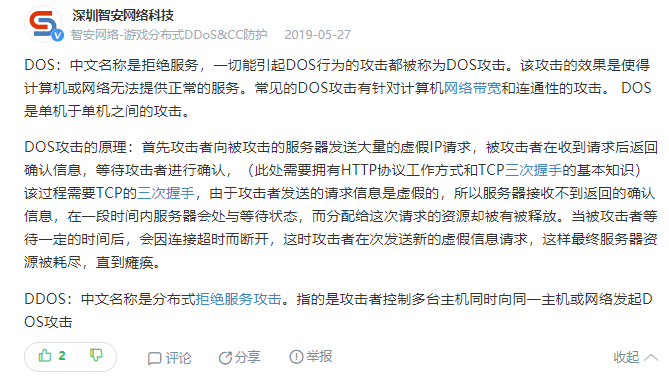 深圳智安网络科技
智安网络-游戏分布式DDoS&CC防护 2019-05-27
DOS：中文名称是拒绝服务，一切能引起DOS行为的攻击都被称为DOS攻击。该攻击的效果是使得
计算机或网络无法提供正常的服务。常见的DOS攻击有针对计算机网络带宽和连通性的攻击。 DOS
是单机于单机之间的攻击。
DOS攻击的原理：首先攻击者向被攻击的服务器发送大量的虚假IP请求，被攻击者在收到请求后返回
确认信息，等待攻击者进行确认，（此处需要拥有HTTP协议工作方式和TCP三次握手的基本知识）
该过程需要TCP的三次握手，由于攻击者发送的请求信息是虚假的，所以服务器接收不到返回的确认
信息，在一段时间内服务器会处与等待状态，而分配给这次请求的资源却被有被释放。当被攻击者等
待一定的时间后，会因连接超时而断开，这时攻击者在次发送新的虚假信息请求，这样最终服务器资
源被耗尽，直到瘫痪。
DDOS：中文名称是分布式拒绝服务攻击。指的是攻击者控制多台主机同时向同一主机或网络发起D
OS攻击
2 评论 分享 举报 收起